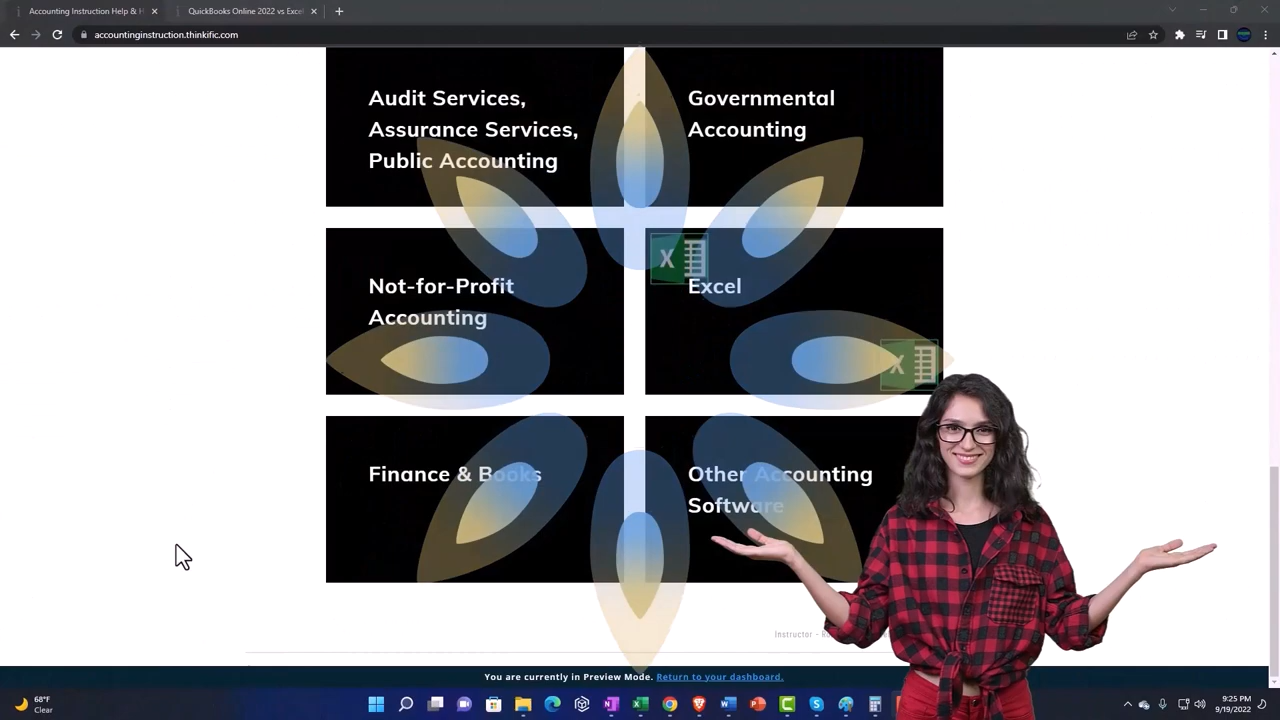 Accounting Instruction Help & H
QuickBooks Online 2022 vs Excel
accountinginstruction.thinkific.com
Audit Services,
Assurance Services,
Public Accounting
Governmental
Accounting
Not-for-Profit
Accounting
Excel
Finance & Books
Other Accounting
Software
Instructor -
You are currently in Preview Mode. Return to your dashboard.
68°F
Clear
9:25 PM
9/19/2022